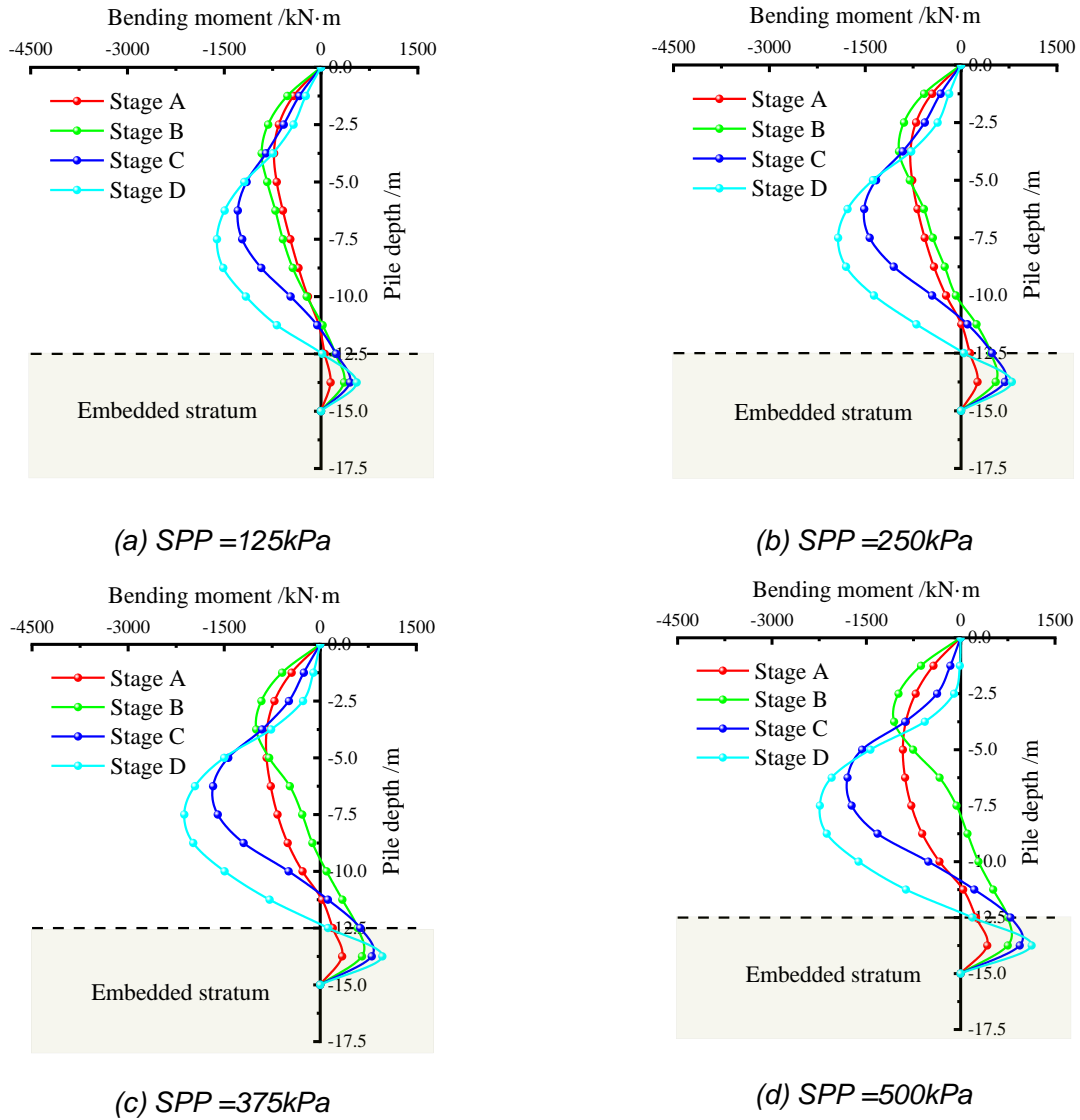 Bending moment /kN·m
-4500 -3000 -1500 0 1500
0.0
Stage A
Stage B
Stage C
Stage D
-2.5
-5.0
-7.5
-10.0
-12.5
-15.0
-17.5
Pile depth /m
Embedded stratum
(a) SPP =125kPa
Bending moment /kN·m
-4500 -3000 -1500 0 1500
0.0
Stage A
Stage B
Stage C
Stage D
-2.5
-5.0
-7.5
-10.0
-12.5
-15.0
-17.5
Pile depth /m
Embedded stratum
(b) SPP =250kPa
Bending moment /kN·m
-4500 -3000 -1500 0 1500
0.0
Stage A
Stage B
Stage C
Stage D
-2.5
-5.0
-7.5
-10.0
-12.5
-15.0
-17.5
Pile depth /m
Embedded stratum
(c) SPP =375kPa
Bending moment /kN·m
-4500 -3000 -1500 0 1500
0.0
Stage A
Stage B
Stage C
Stage D
-2.5
-5.0
-7.5
-10.0
-12.5
-15.0
-17.5
Pile depth /m
Embedded stratum
(d) SPP =500kPa